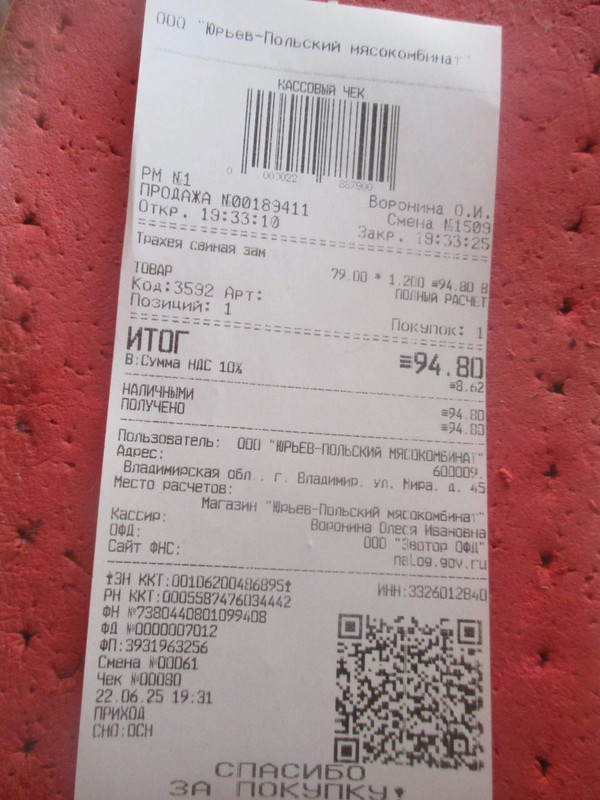 ООО "Юрьев-Польский мясокомбинат"
КАССОВЫЙ ЧЕК
0 000022 887900
РМ №1 Воронина О.И.
ПРОДАЖА №00189411 Смена №1509
Откр. 19:33:10 Закр. 19:33:25
Трахея свиная зам
79.00 * 1.200 ≡94.80 В
ТОВАР ПОЛНЫЙ РАСЧЕТ
Код:3592 Арт:
Позиций: 1 Покупок: 1
ИТОГ ≡94.80
В:Сумма НДС 10% ≡8.62
НАЛИЧНЫМИ ≡94.80
ПОЛУЧЕНО ≡94.80
Пользователь: ООО "ЮРЬЕВ-ПОЛЬСКИЙ МЯСОКОМБИНАТ"
Адрес: 600009,
Владимирская обл., г. Владимир, ул. Мира, д. 45
Место расчетов:
Магазин "Юрьев-Польский мясокомбинат"
Кассир: Воронина Олеся Ивановна
ОФД: ООО "Эвотор ОФД"
Сайт ФНС: nalog.gov.ru
ЗН ККТ:00106200486895 ИНН:3326012840
РН ККТ:0005587476034442
ФН №7380440801099408
ФД №0000007012
ФП:3931963256
Смена №00061
Чек №00080
22.06.25 19:31
ПРИХОД
СНО:ОСН
СПАСИБО
ЗА ПОКУПКУ!